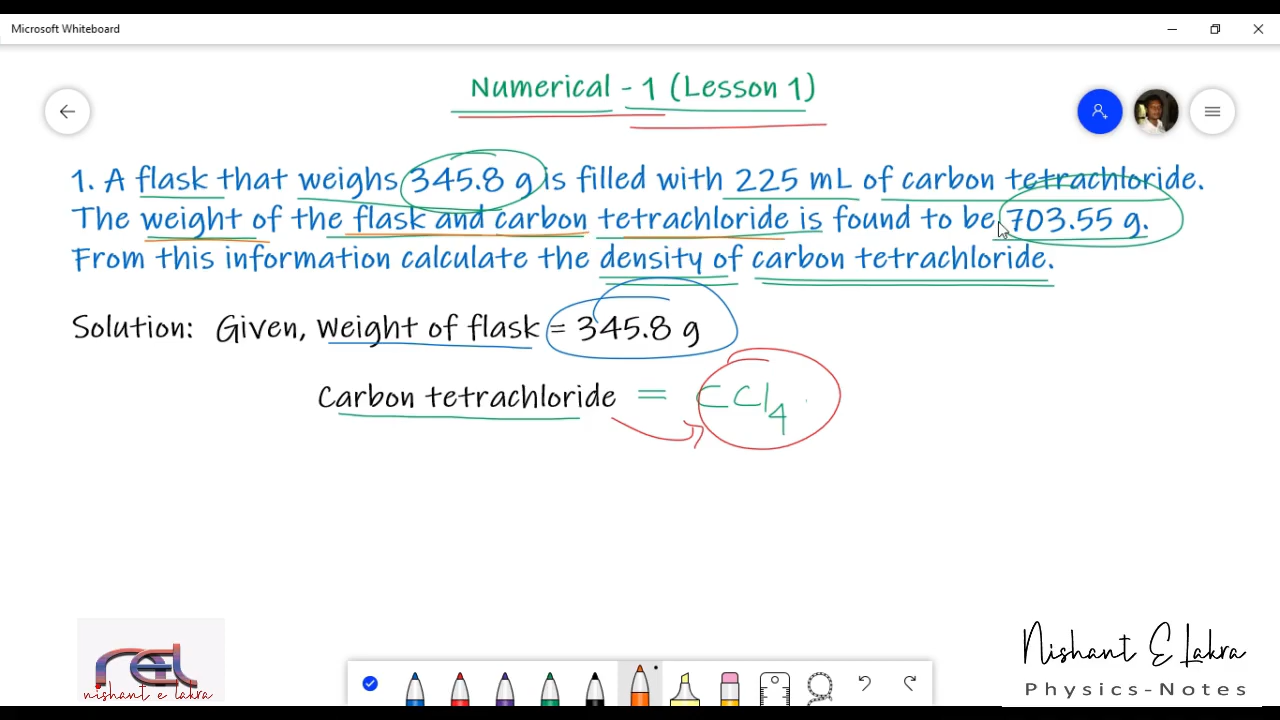 Microsoft Whiteboard
Numerical - 1 (Lesson 1)
1. A flask that weighs 345.8 g is filled with 225 mL of carbon tetrachloride.
The weight of the flask and carbon tetrachloride is found to be 703.55 g.
From this information calculate the density of carbon tetrachloride.
Solution: Given, Weight of flask = 345.8 g
Carbon tetrachloride = CCl4
nishant e lakra
Nishant E Lakra
Physics-Notes